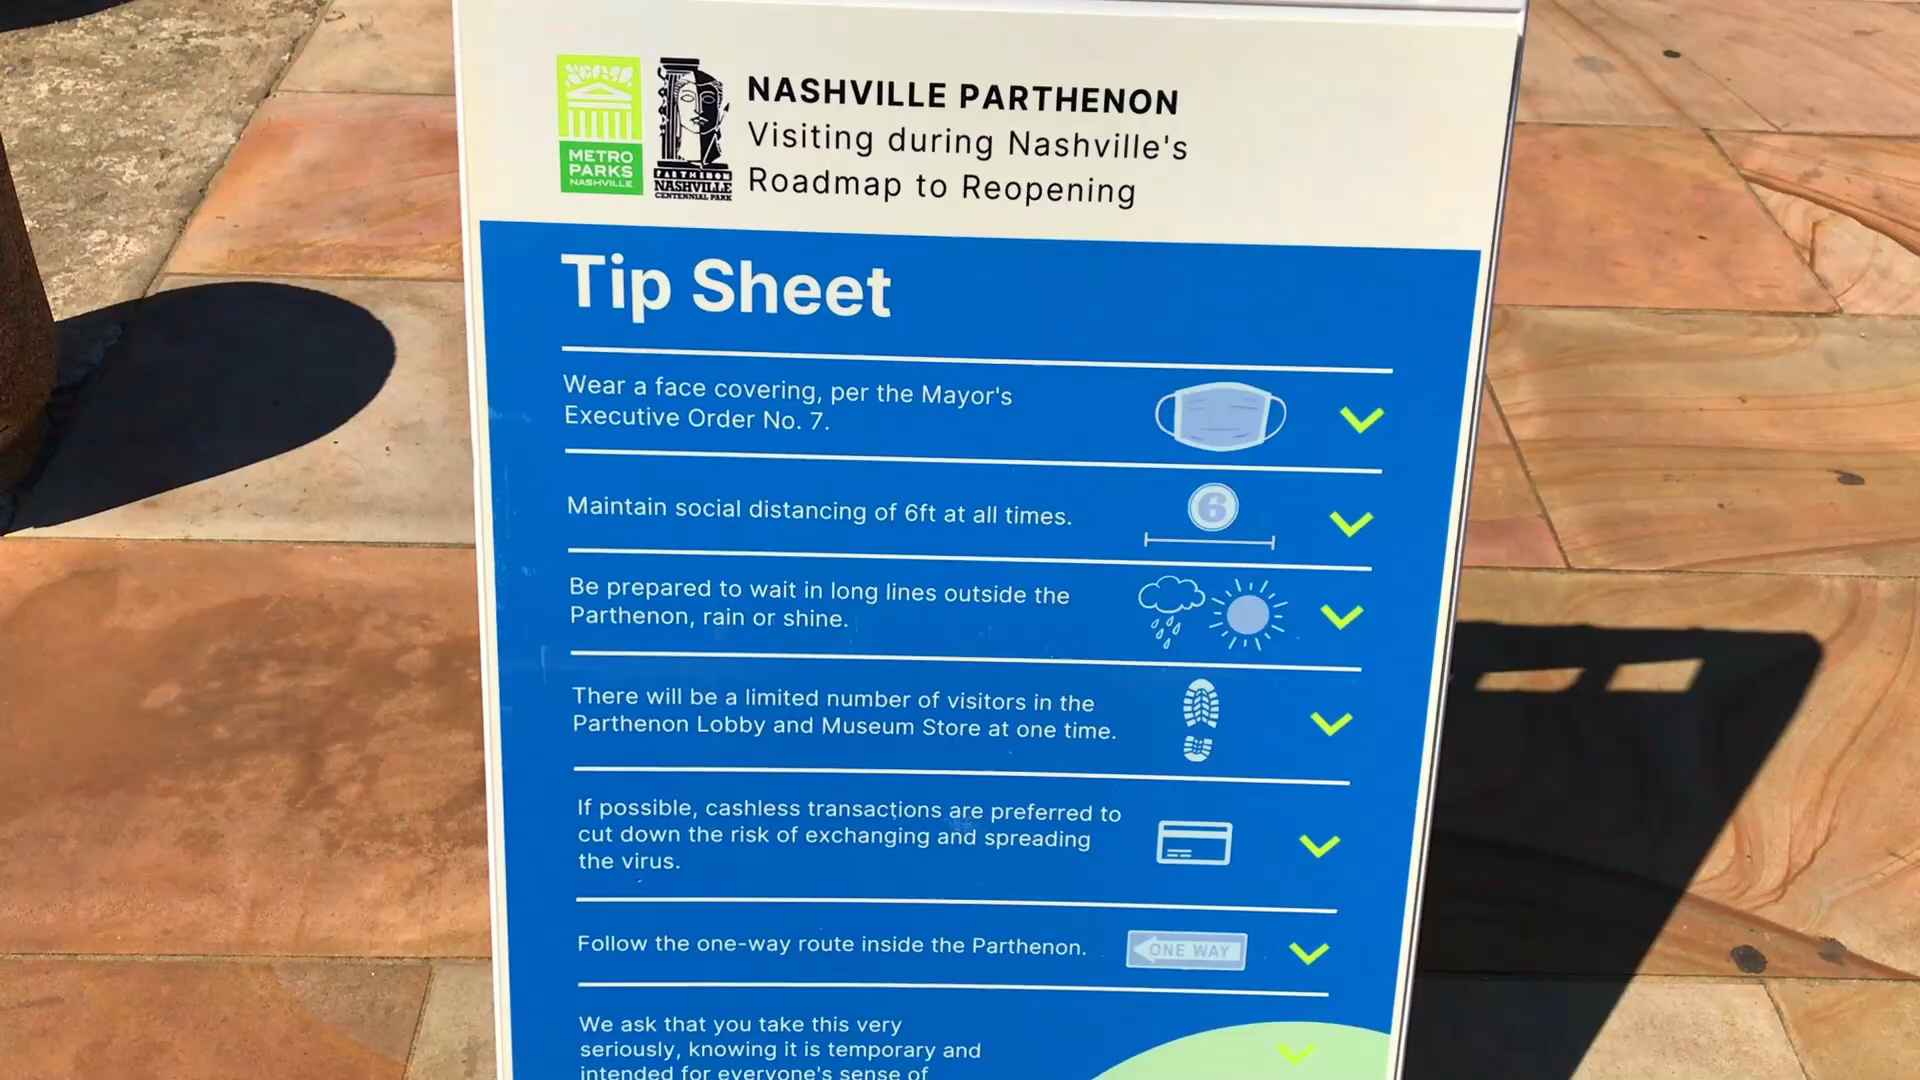 METRO
PARKS
NASHVILLE
PARTHENON
NASHVILLE
CENTENNIAL PARK
NASHVILLE PARTHENON
Visiting during Nashville's
Roadmap to Reopening
Tip Sheet
Wear a face covering, per the Mayor's
Executive Order No. 7.
Maintain social distancing of 6ft at all times.
6
Be prepared to wait in long lines outside the
Parthenon, rain or shine.
There will be a limited number of visitors in the
Parthenon Lobby and Museum Store at one time.
If possible, cashless transactions are preferred to
cut down the risk of exchanging and spreading
the virus.
Follow the one-way route inside the Parthenon.
ONE WAY
We ask that you take this very
seriously, knowing it is temporary and
intended for everyone's sense of